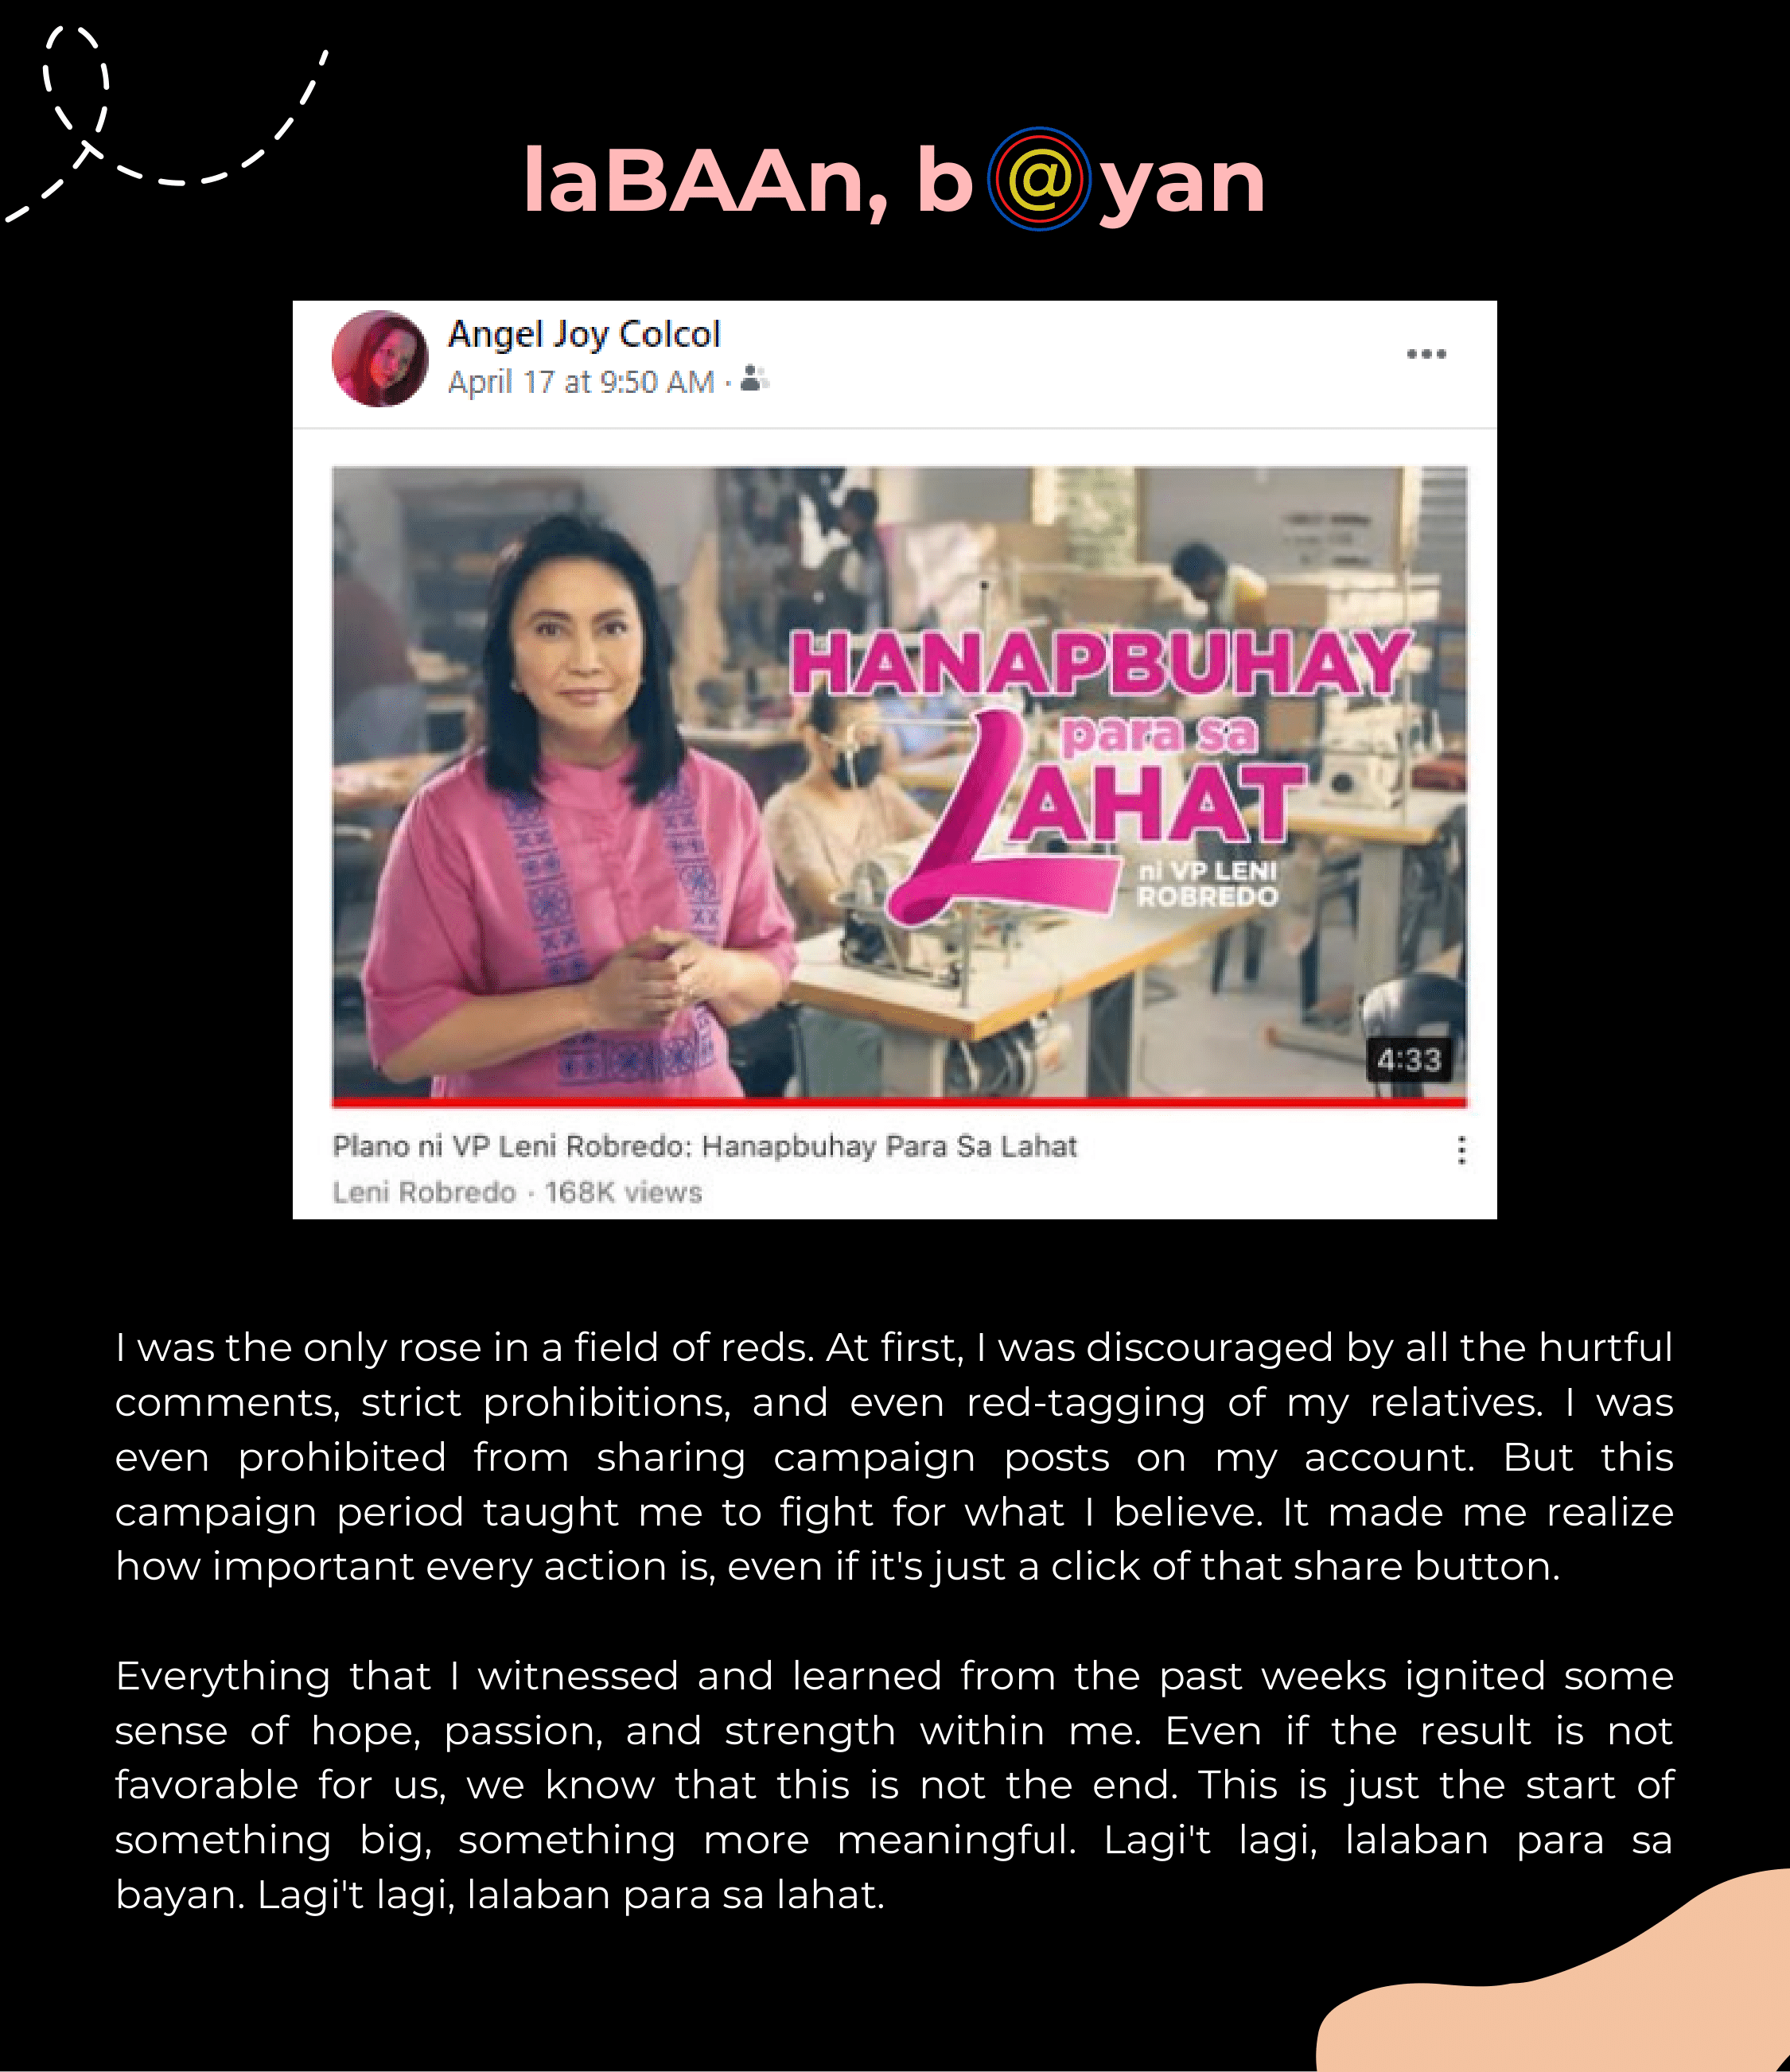 laBAAn, b@yan
Angel Joy Colcol
April 17 at 9:50 AM ·
HANAPBUHAY
para sa
LAHAT
ni VP LENI
ROBREDO
4:33
Plano ni VP Leni Robredo: Hanapbuhay Para Sa Lahat
Leni Robredo · 168K views
I was the only rose in a field of reds. At first, I was discouraged by all the hurtful
comments, strict prohibitions, and even red-tagging of my relatives. I was
even prohibited from sharing campaign posts on my account. But this
campaign period taught me to fight for what I believe. It made me realize
how important every action is, even if it's just a click of that share button.
Everything that I witnessed and learned from the past weeks ignited some
sense of hope, passion, and strength within me. Even if the result is not
favorable for us, we know that this is not the end. This is just the start of
something big, something more meaningful. Lagi't lagi, lalaban para sa
bayan. Lagi't lagi, lalaban para sa lahat.